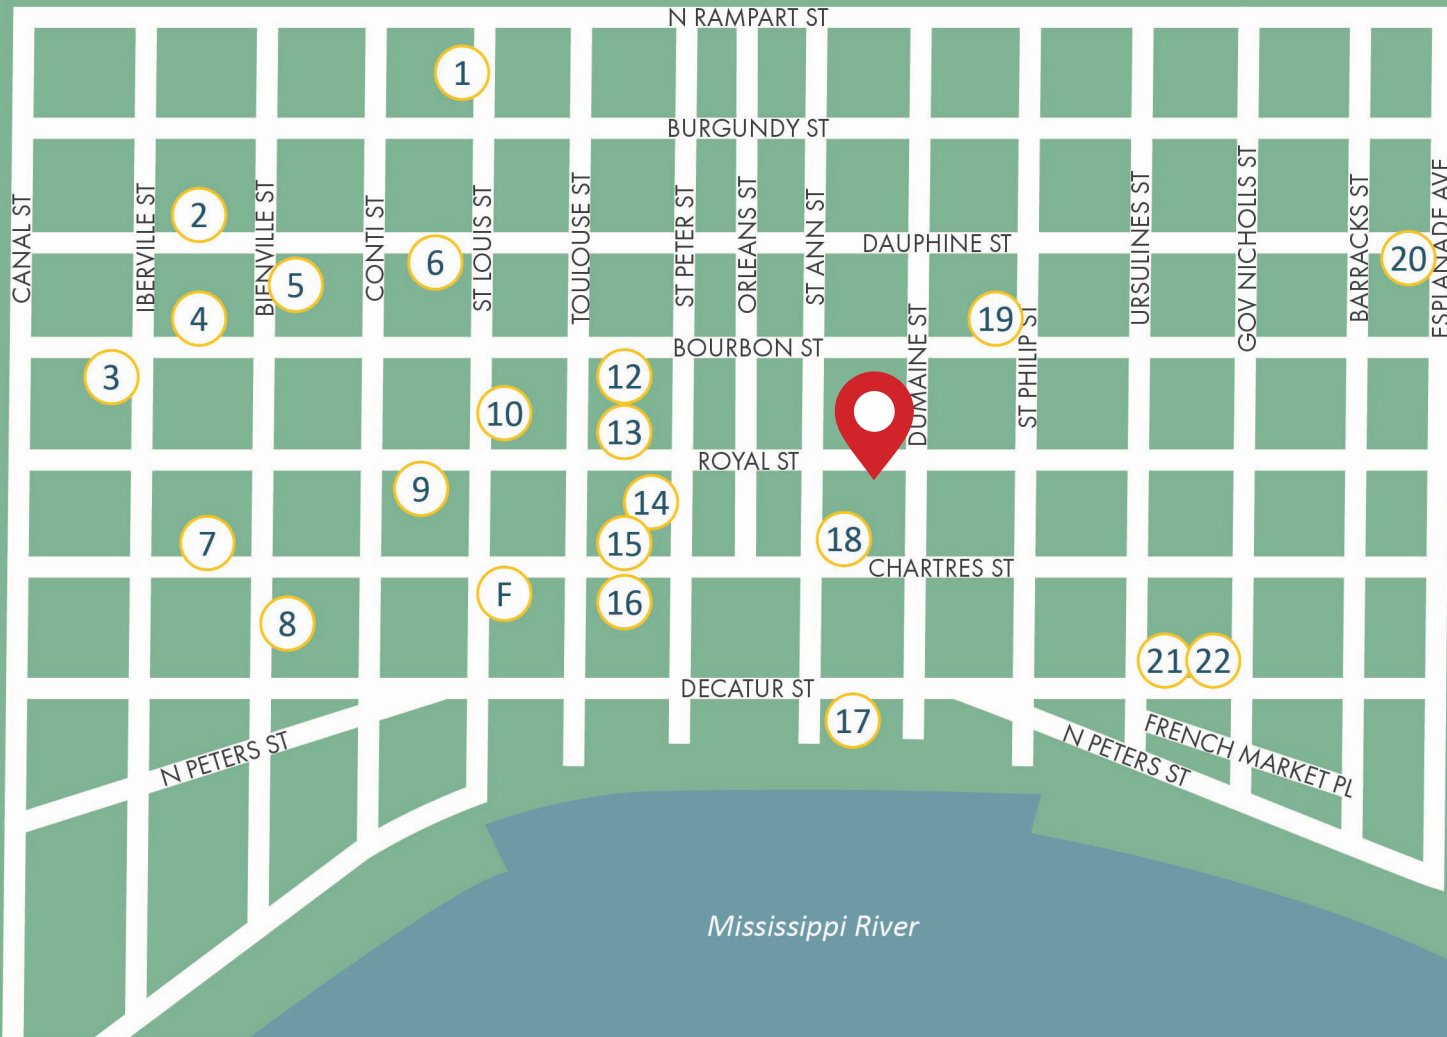 N RAMPART ST
1
BURGUNDY ST
CANAL ST
IBERVILLE ST
BIENVILLE ST
CONTI ST
ST LOUIS ST
TOULOUSE ST
ST PETER ST
ORLEANS ST
ST ANN ST
DUMAINE ST
ST PHILIP ST
URSULINES ST
GOV NICHOLLS ST
BARRACKS ST
ESPLANADE AVE
2
DAUPHINE ST
6
5
20
4
19
BOURBON ST
3
12
10
13
ROYAL ST
9
14
7
15
18
CHARTRES ST
F
16
8
21
22
DECATUR ST
17
N PETERS ST
N PETERS ST
FRENCH MARKET PL
Mississippi River